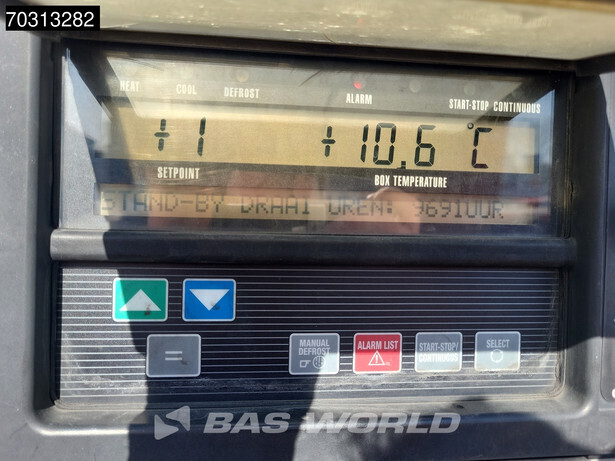 70313282
HEAT COOL DEFROST ALARM START-STOP CONTINUOUS
+1 +10,6 °C
SETPOINT BOX TEMPERATURE
STAND-BY DRAAI UREN: 9691UUR
MANUAL DEFROST
ALARM LIST
START-STOP/ CONTINUOUS
SELECT
=
BAS WORLD